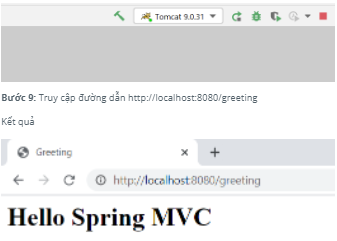 Tomcat 9.0.31
Bước 9: Truy cập đường dẫn http://localhost:8080/greeting
Kết quả
Greeting
http://localhost:8080/greeting
Hello Spring MVC